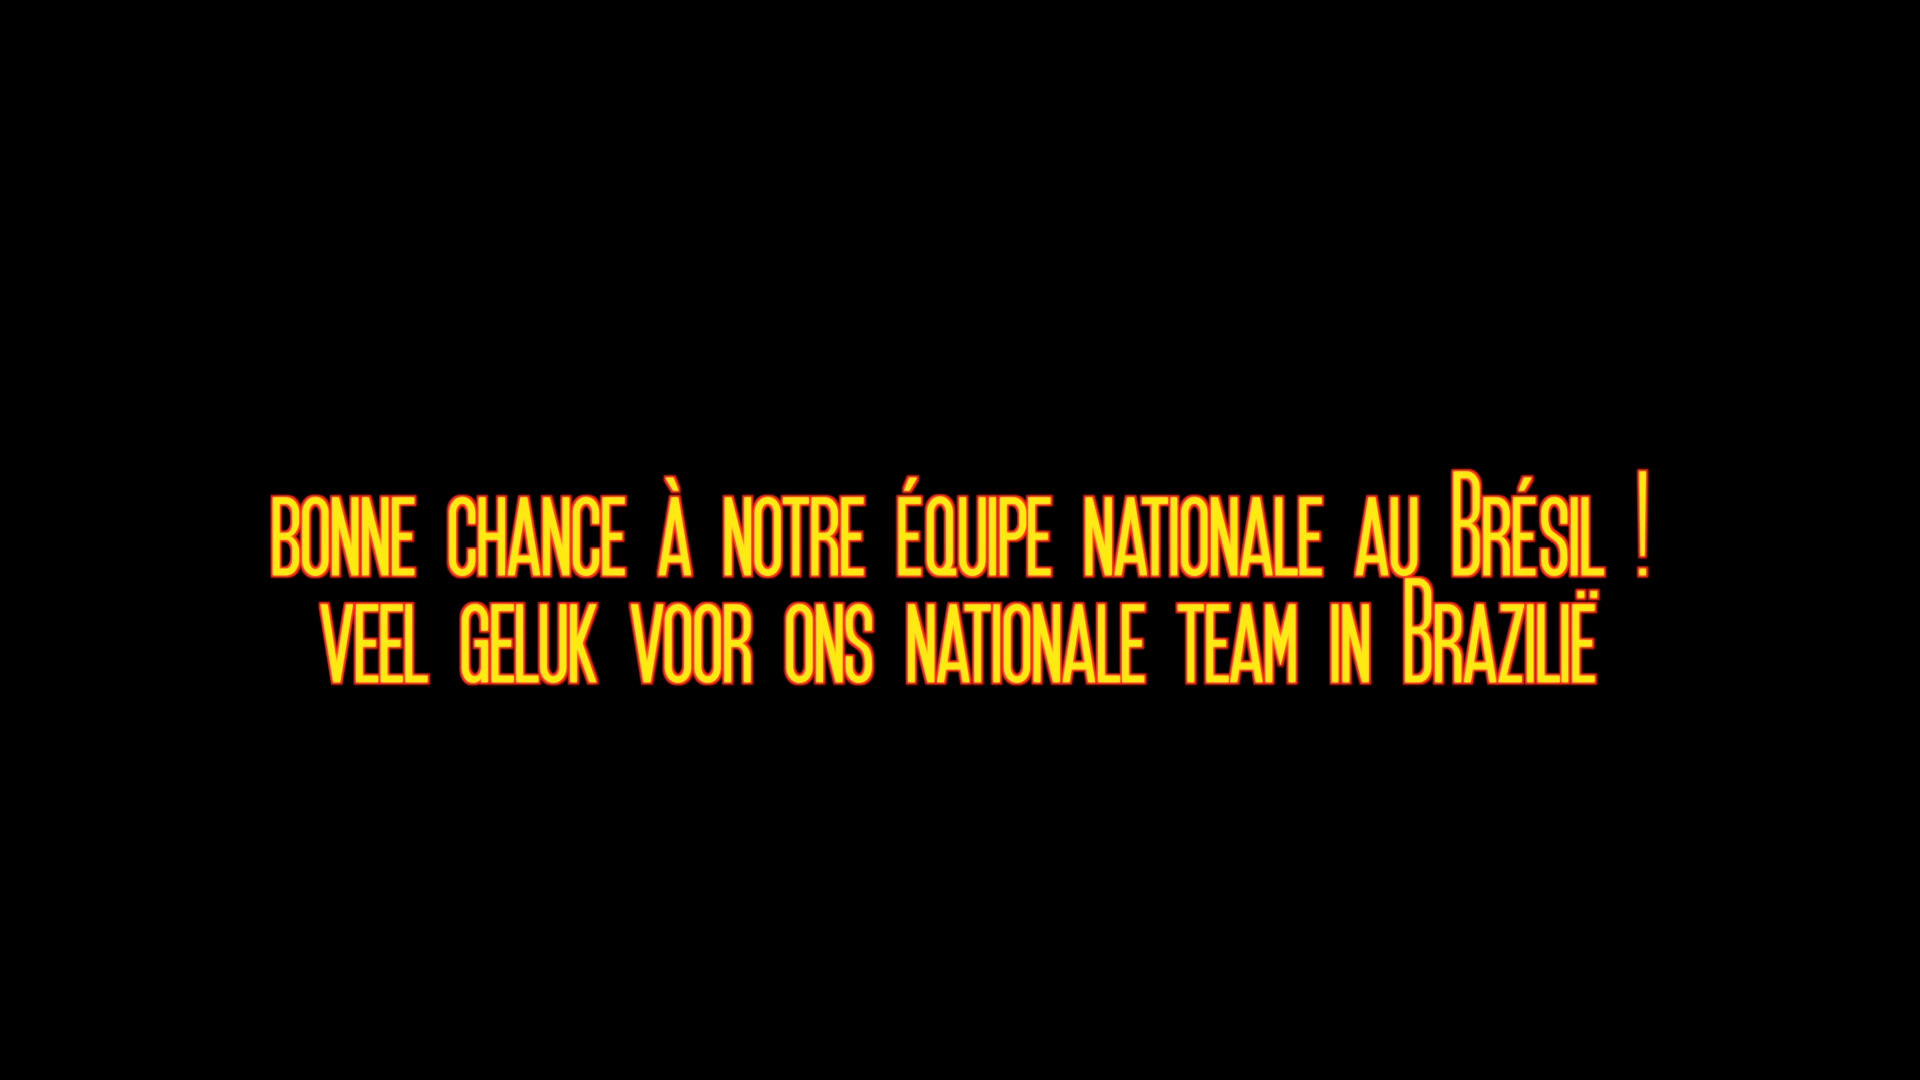 bonne chance à notre équipe nationale au Brésil !
veel geluk voor ons nationale team in Brazilië